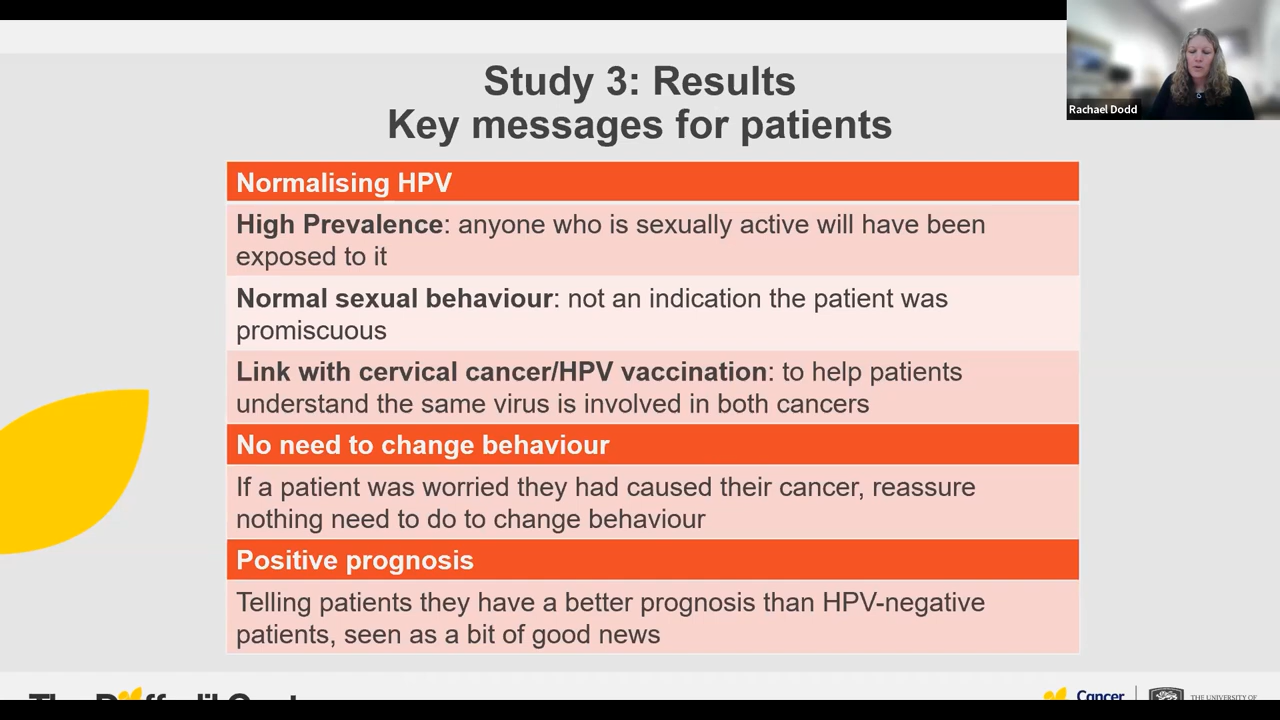 Rachael Dodd
Study 3: Results
Key messages for patients
Normalising HPV
High Prevalence: anyone who is sexually active will have been
exposed to it
Normal sexual behaviour: not an indication the patient was
promiscuous
Link with cervical cancer/HPV vaccination: to help patients
understand the same virus is involved in both cancers
No need to change behaviour
If a patient was worried they had caused their cancer, reassure
nothing need to do to change behaviour
Positive prognosis
Telling patients they have a better prognosis than HPV-negative
patients, seen as a bit of good news
Cancer
THE UNIVERSITY OF